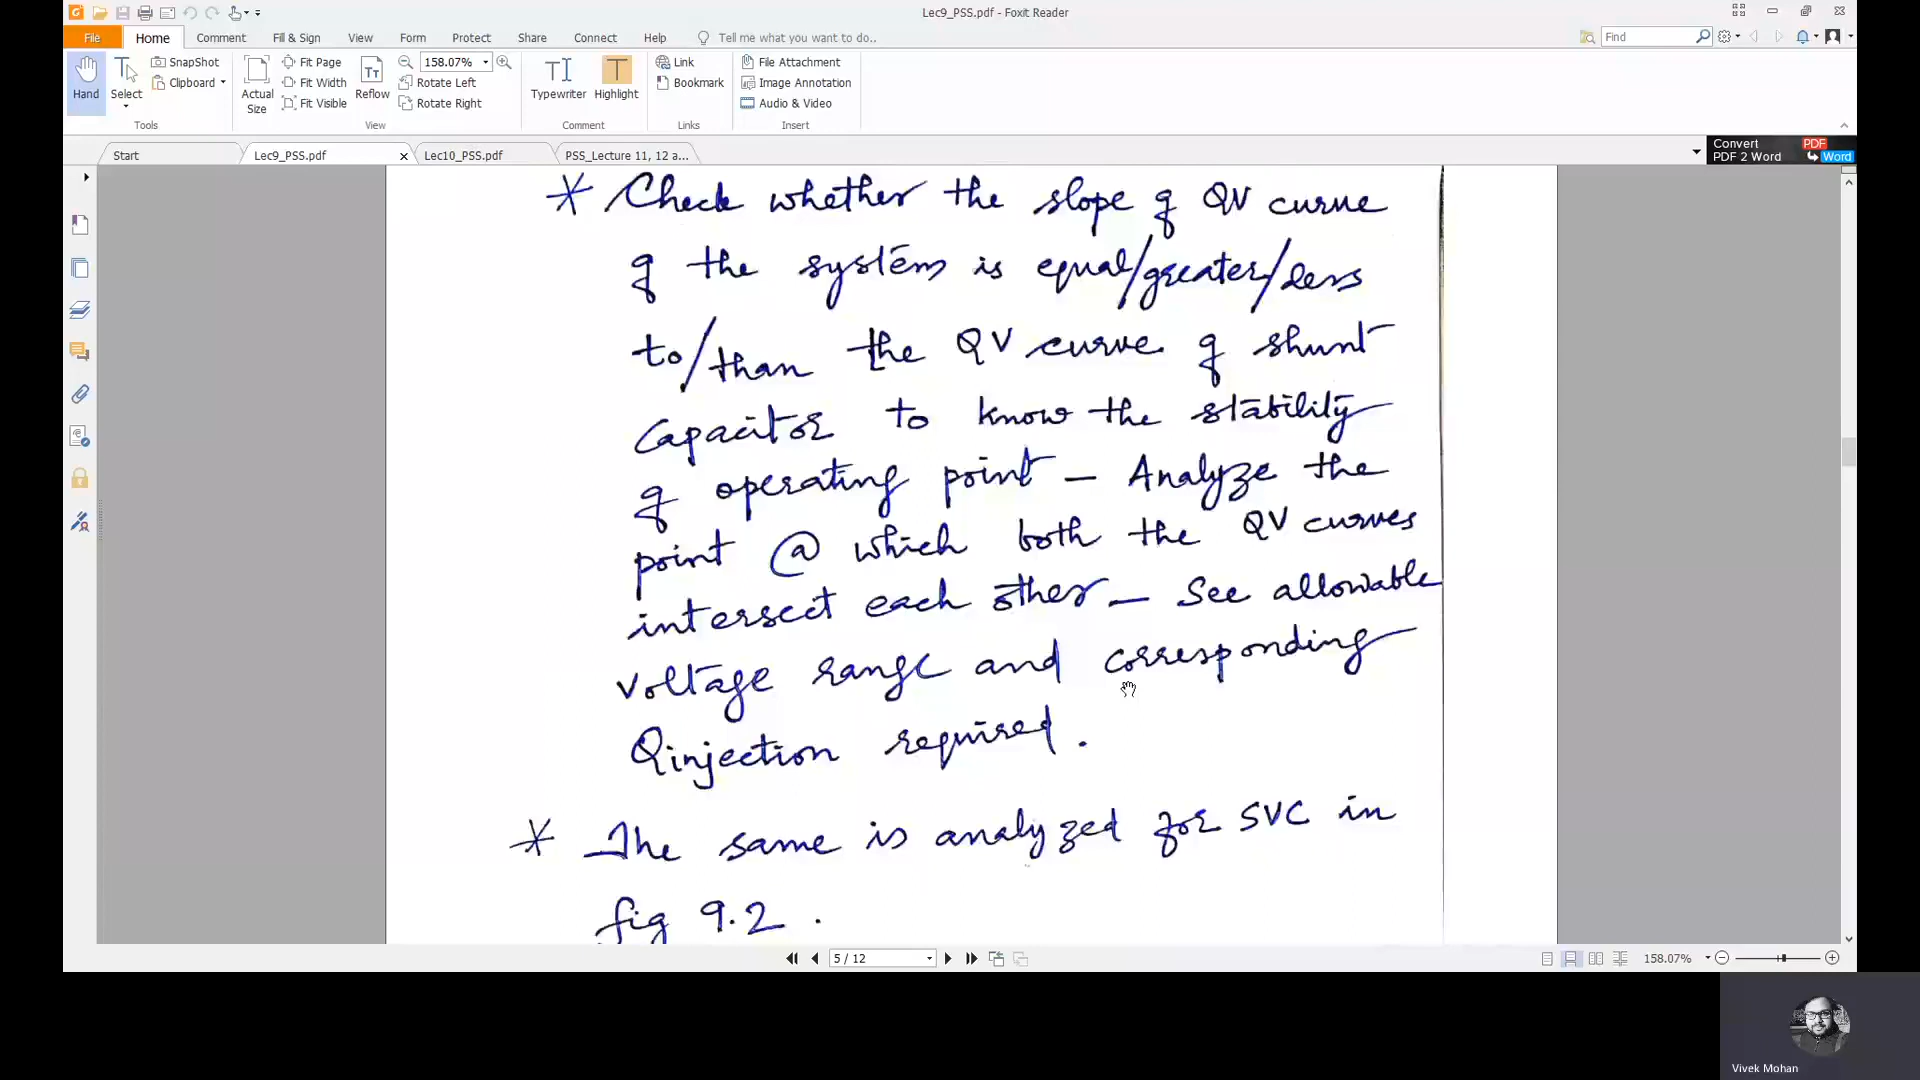 Lec9_PSS.pdf - Foxit Reader
File Home Comment Fill & Sign View Form Protect Share Connect Help Tell me what you want to do.. Find
Hand Select SnapShot Clipboard Actual Size Fit Page Fit Width Fit Visible Reflow 158.07% Rotate Left Rotate Right Typewriter Highlight Link Bookmark File Attachment Image Annotation Audio & Video
Tools View Comment Links Insert
Start Lec9_PSS.pdf Lec10_PSS.pdf PSS_Lecture 11, 12 a... Convert PDF 2 Word PDF Word
* Check whether the slope of QV curve
of the system is equal/greater/less
to/than the QV curve of shunt
Capacitor to know the stability
of operating point - Analyze the
point @ which both the QV curves
intersect each other - See allowable
voltage range and corresponding
Qinjection required.
* The same is analyzed for SVC in
fig 9.2.
5 / 12 158.07%
Vivek Mohan